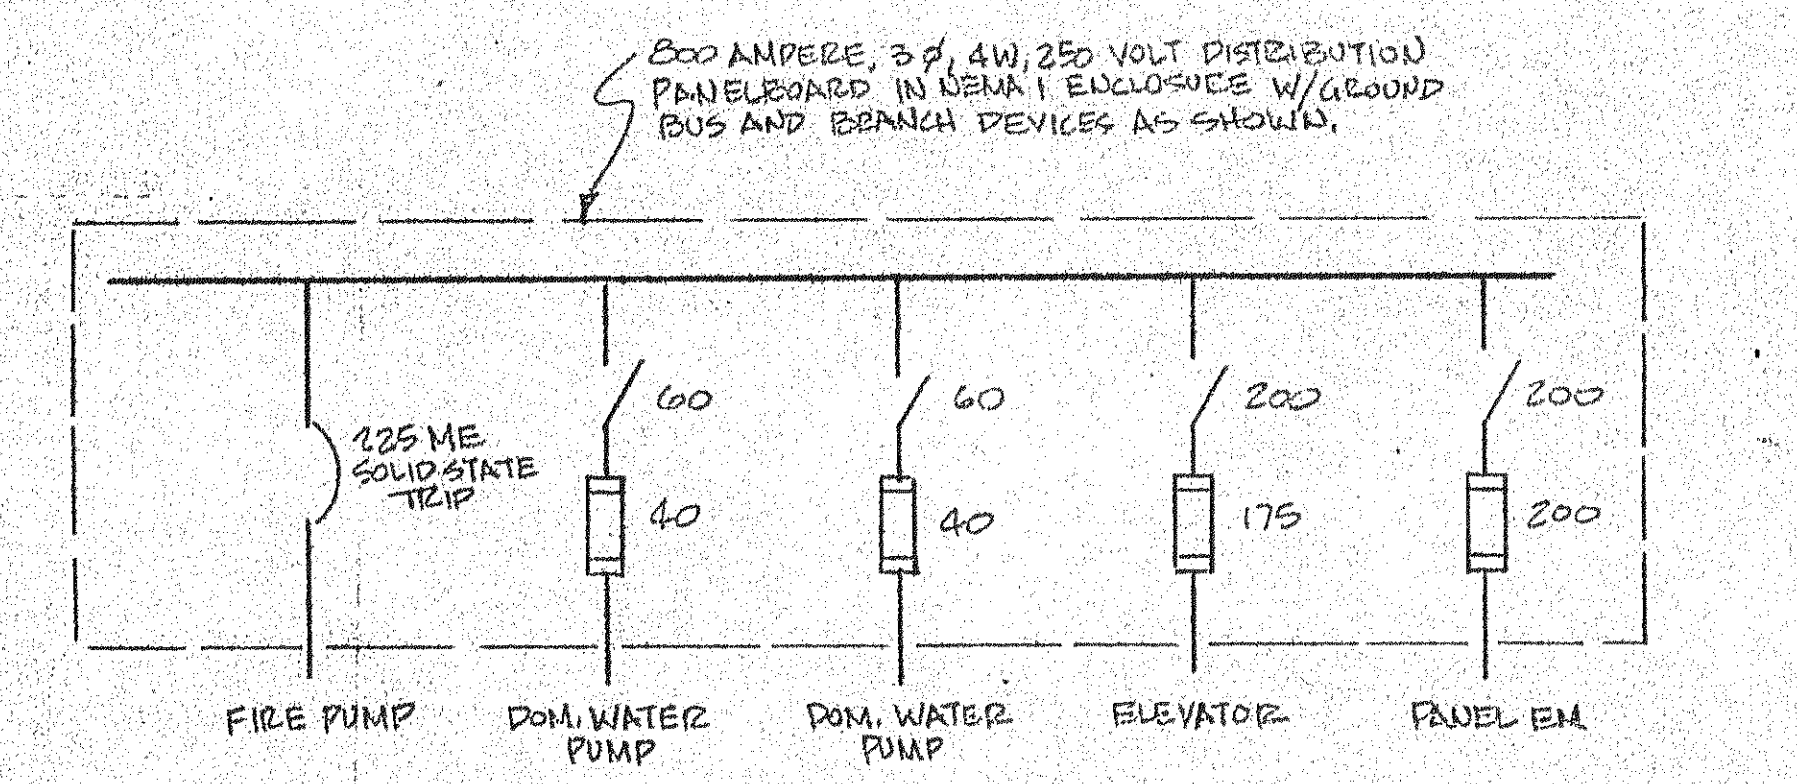 800 AMPERE, 3 Ø, 4W, 250 VOLT DISTRIBUTION
PANELBOARD IN NEMA 1 ENCLOSURE W/GROUND
BUS AND BRANCH DEVICES AS SHOWN.
60
60
200
200
225 ME
SOLID STATE
TRIP
40
40
175
200
FIRE PUMP
DOM. WATER
PUMP
DOM. WATER
PUMP
ELEVATOR
PANEL EM